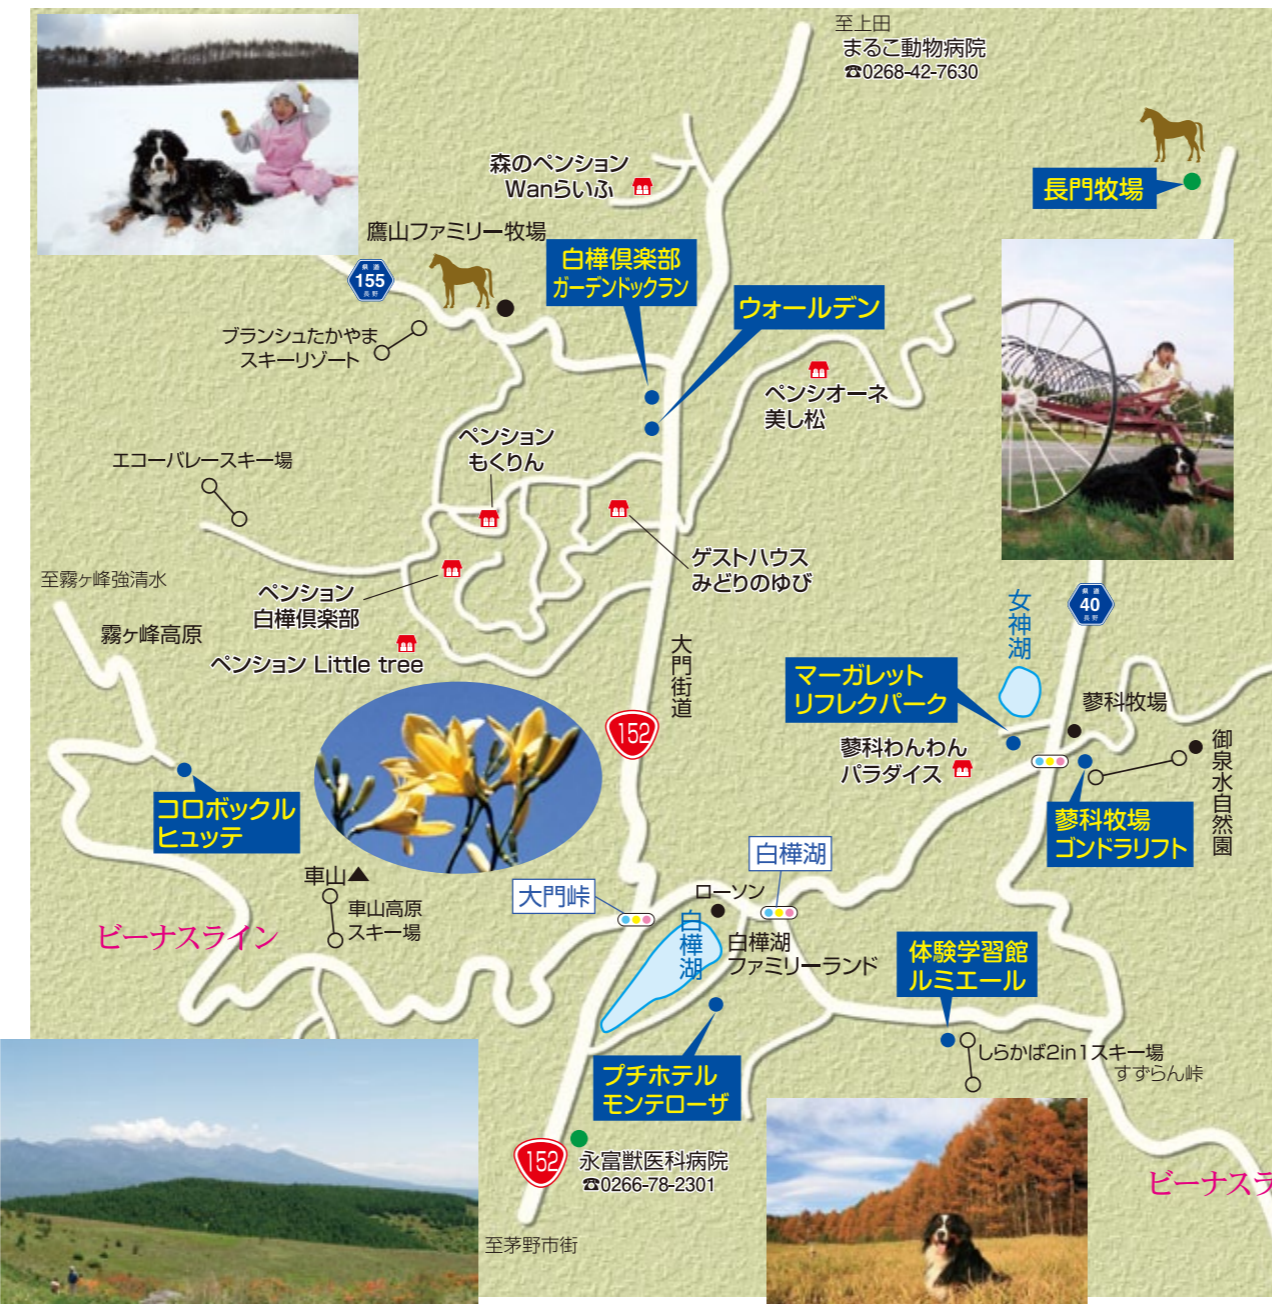 至上田
まるこ動物病院
☎0268-42-7630
森のペンション
Wanらいふ
長門牧場
鷹山ファミリー牧場
白樺倶楽部
ガーデンドックラン
県道
155
長野
ウォールデン
ブランシュたかやま
スキーリゾート
ペンシオーネ
美し松
ペンション
もくりん
エコーバレースキー場
ゲストハウス
みどりのゆび
至霧ヶ峰強清水
ペンション
白樺倶楽部
女神湖
県道
40
長野
霧ヶ峰高原
ペンション Little tree
大門街道
マーガレット
リフレクパーク
蓼科牧場
152
蓼科わんわん
パラダイス
御泉水自然園
コロボックル
ヒュッテ
蓼科牧場
ゴンドラリフト
白樺湖
車山▲
大門峠
ローソン
車山高原
スキー場
ビーナスライン
白樺湖
白樺湖
ファミリーランド
体験学習館
ルミエール
しらかば2in1スキー場
すずらん峠
プチホテル
モンテローザ
152
永富獣医科病院
☎0266-78-2301
ビーナスラ
至茅野市街